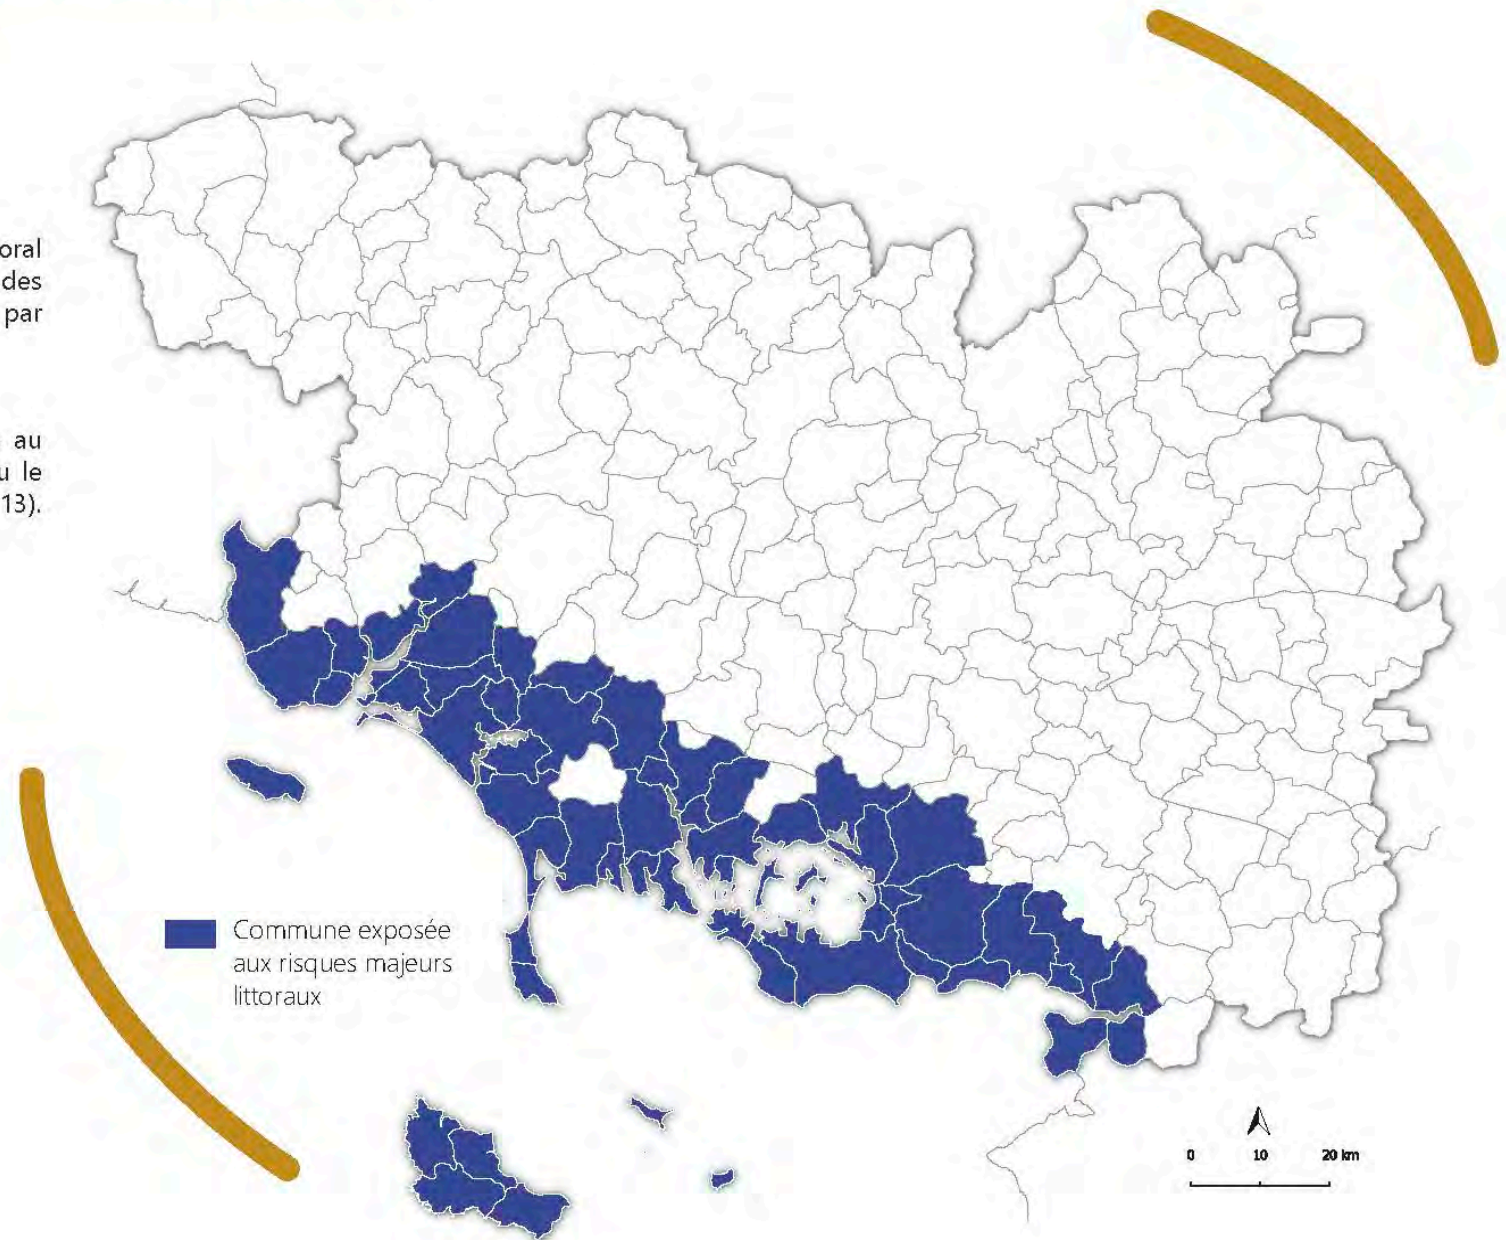 oral
des
par
au
u le
13).
Commune exposée
aux risques majeurs
littoraux
0 10 20 km